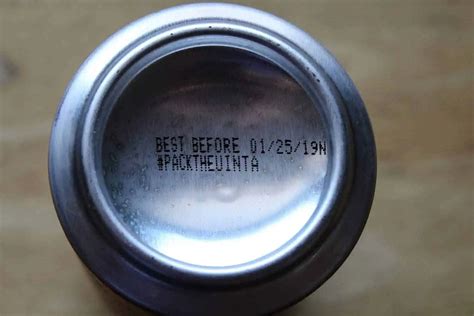 BEST BEFORE 01/25/19N
#PACKTHEUINTA